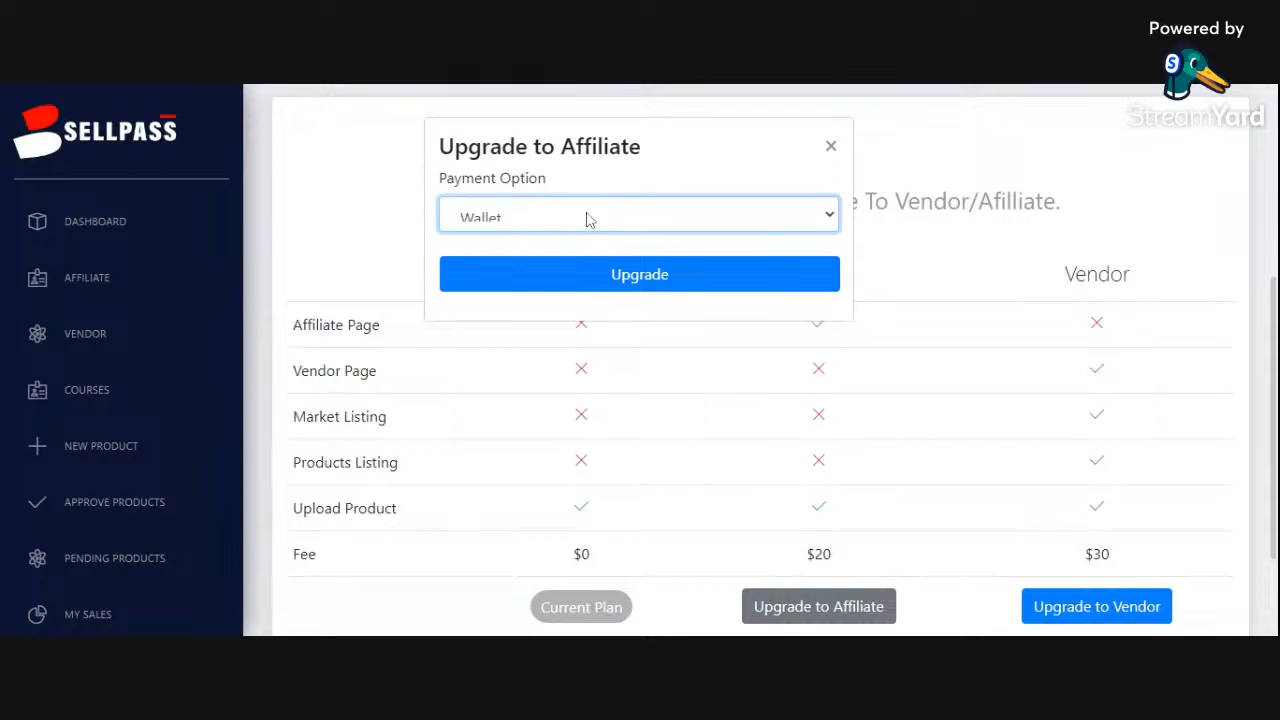 Powered by
StreamYard
SELLPASS
DASHBOARD
AFFILIATE
VENDOR
COURSES
NEW PRODUCT
APPROVE PRODUCTS
PENDING PRODUCTS
MY SALES
Upgrade to Affiliate
×
Payment Option
Wallet
Upgrade
e To Vendor/Afilliate.
Vendor
Affiliate Page
Vendor Page
Market Listing
Products Listing
Upload Product
Fee $0 $20 $30
Current Plan Upgrade to Affiliate Upgrade to Vendor